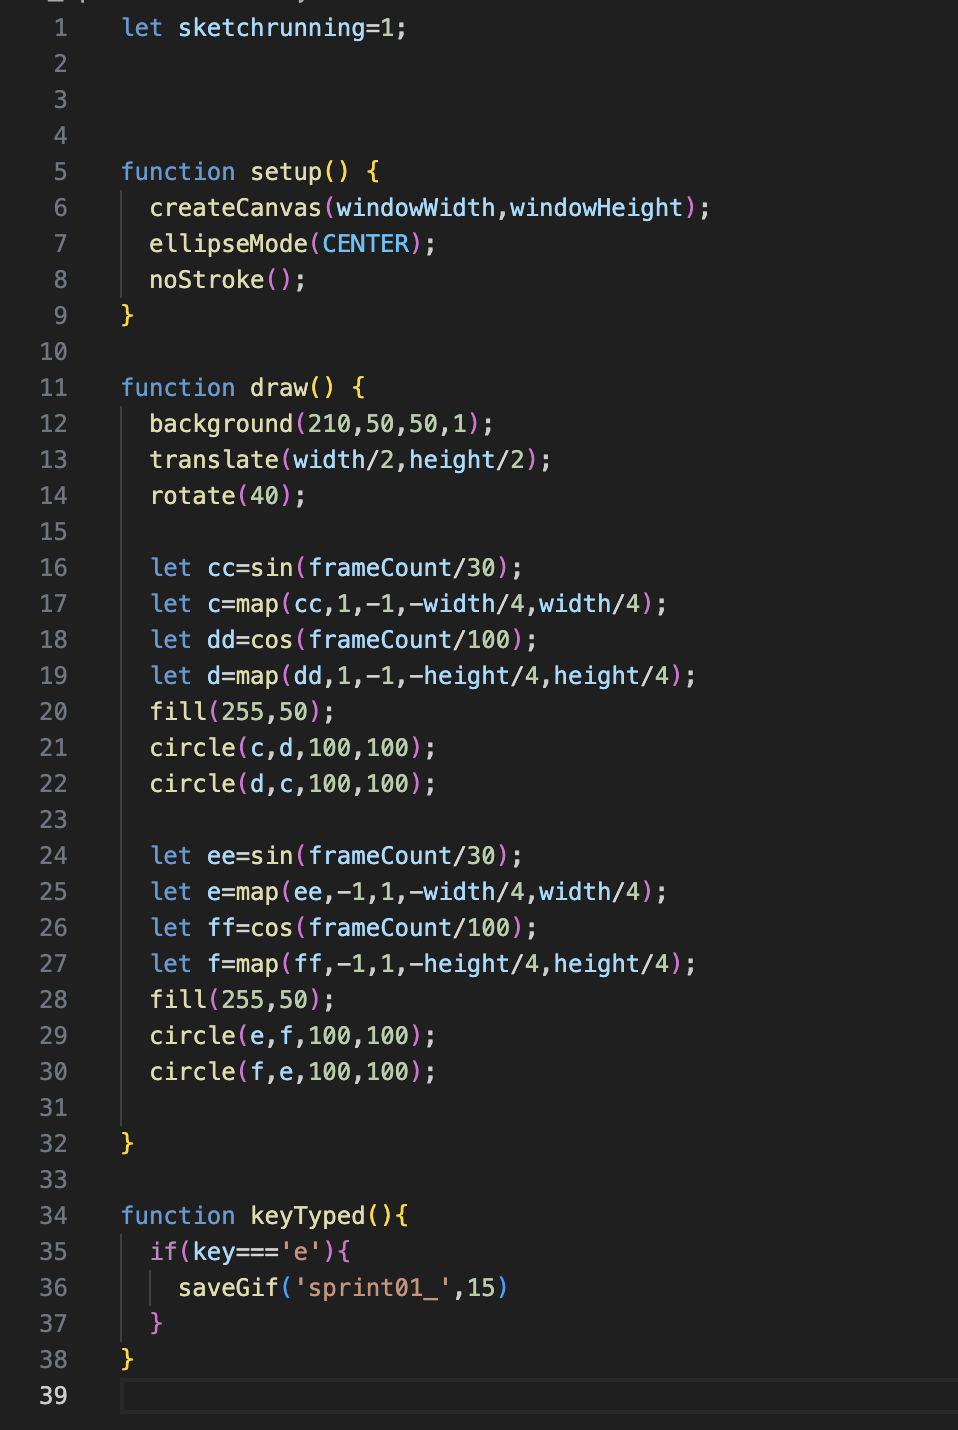 1 let sketchrunning=1;
2
3
4
5 function setup() {
6 createCanvas(windowWidth,windowHeight);
7 ellipseMode(CENTER);
8 noStroke();
9 }
10
11 function draw() {
12 background(210,50,50,1);
13 translate(width/2,height/2);
14 rotate(40);
15
16 let cc=sin(frameCount/30);
17 let c=map(cc,1,-1,-width/4,width/4);
18 let dd=cos(frameCount/100);
19 let d=map(dd,1,-1,-height/4,height/4);
20 fill(255,50);
21 circle(c,d,100,100);
22 circle(d,c,100,100);
23
24 let ee=sin(frameCount/30);
25 let e=map(ee,-1,1,-width/4,width/4);
26 let ff=cos(frameCount/100);
27 let f=map(ff,-1,1,-height/4,height/4);
28 fill(255,50);
29 circle(e,f,100,100);
30 circle(f,e,100,100);
31
32 }
33
34 function keyTyped(){
35 if(key==='e'){
36 saveGif('sprint01_',15)
37 }
38 }
39